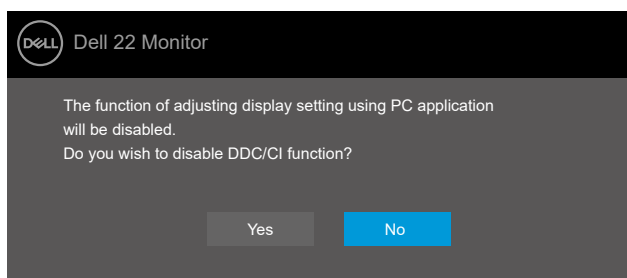 DELL Dell 22 Monitor
The function of adjusting display setting using PC application
will be disabled.
Do you wish to disable DDC/CI function?
Yes No